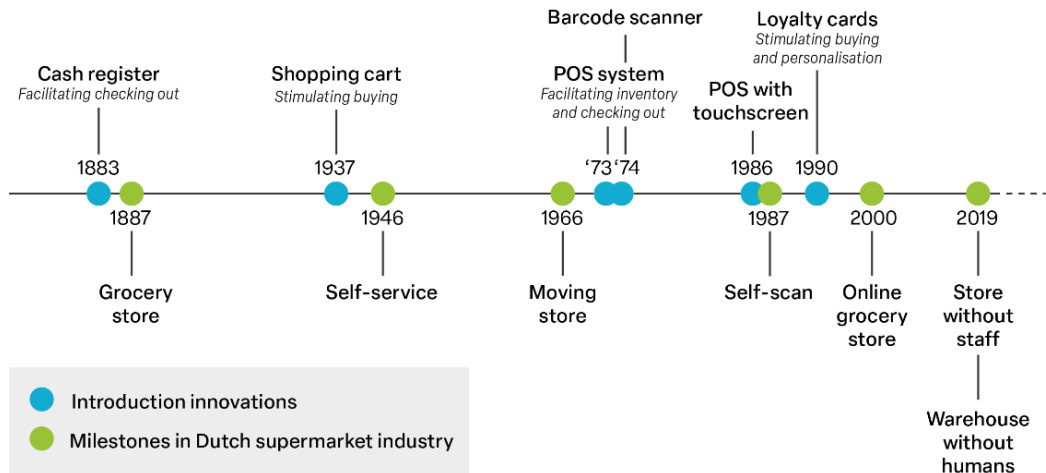 Barcode scanner
Loyalty cards
Stimulating buying
and personalisation
Cash register
Facilitating checking out
Shopping cart
Stimulating buying
POS system
Facilitating inventory
and checking out
POS with
touchscreen
1883
1937
‘73
‘74
1986
1990
1887
1946
1966
1987
2000
2019
Grocery
store
Self-service
Moving
store
Self-scan
Online
grocery
store
Store
without
staff
Warehouse
without
humans
Introduction innovations
Milestones in Dutch supermarket industry